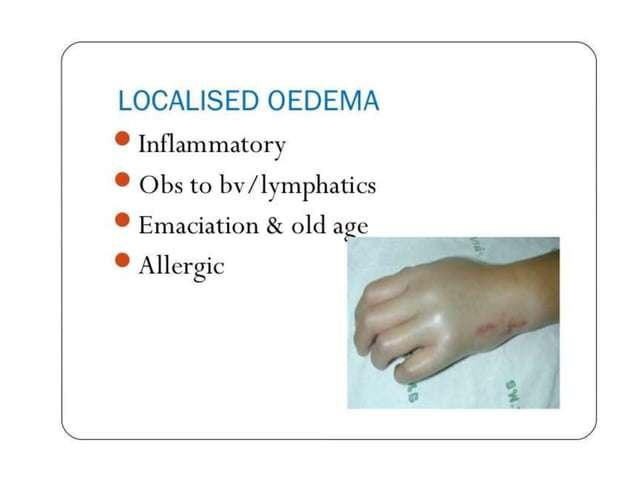 LOCALISED OEDEMA
Inflammatory
Obs to bv/lymphatics
Emaciation & old age
Allergic